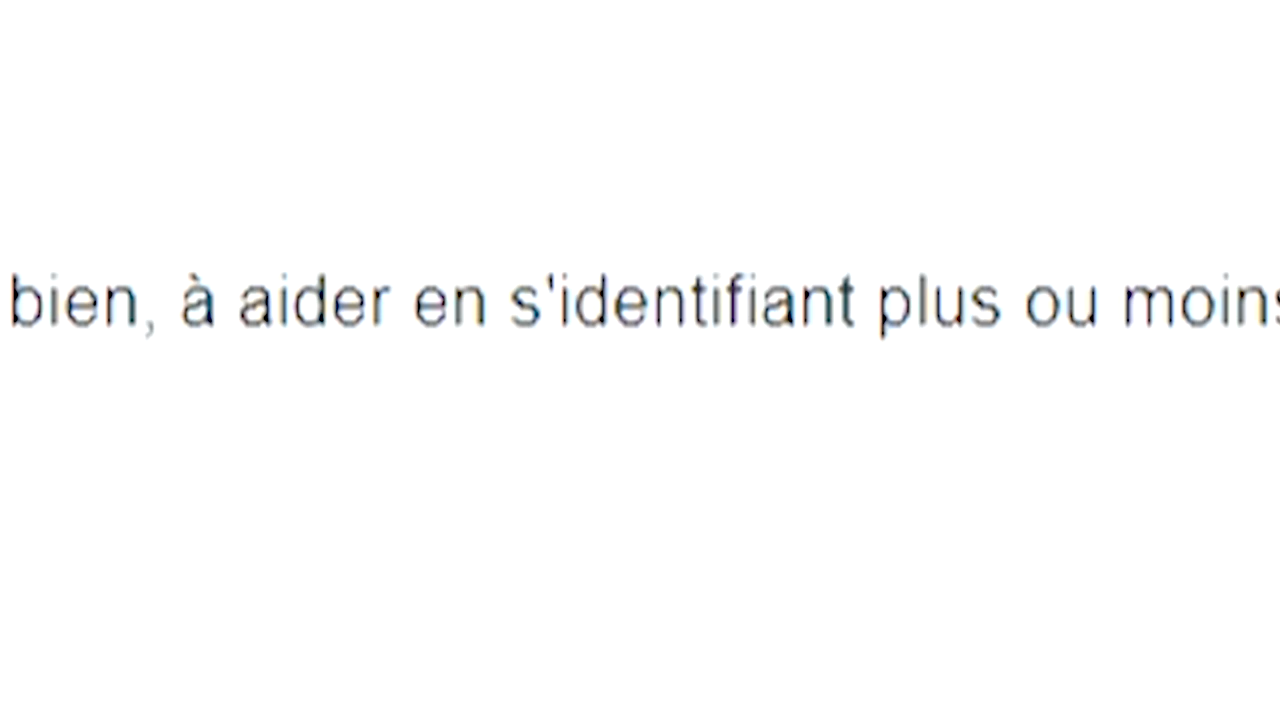 bien, à aider en s'identifiant plus ou moins